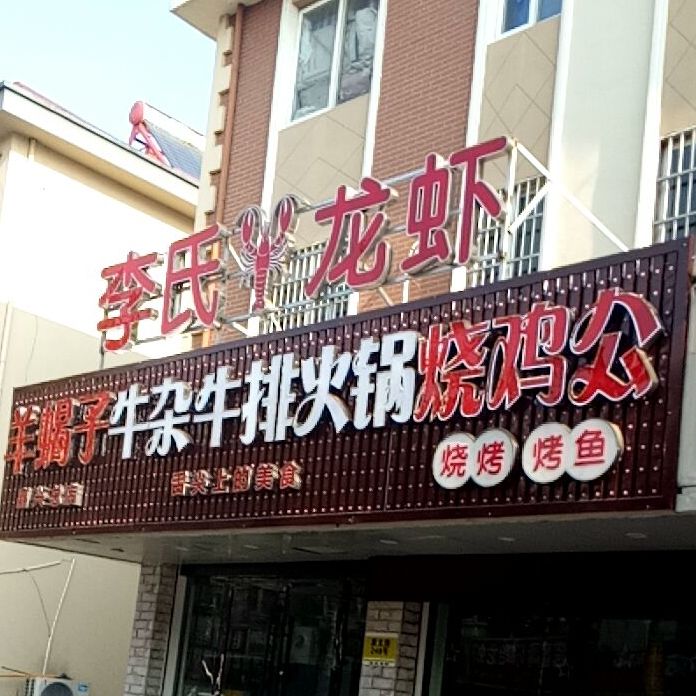 李氏龙虾
羊蝎子牛杂牛排火锅烧鸡公
舌尖上的美食
烧烤 烤鱼